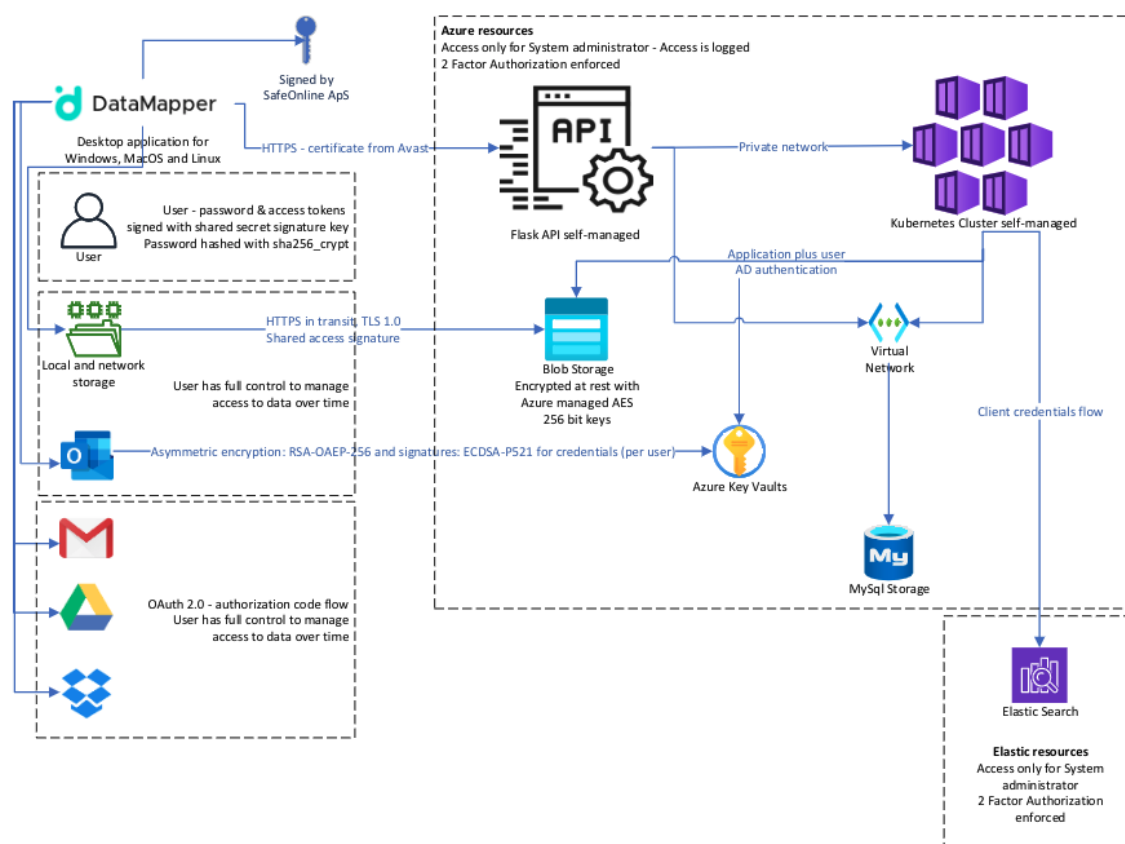 Azure resources
Access only for System administrator - Access is logged
2 Factor Authorization enforced
Signed by
SafeOnline ApS
DataMapper
Desktop application for
Windows, MacOS and Linux
HTTPS - certificate from Avast
API
Flask API self-managed
Private network
Kubernetes Cluster self-managed
User - password & access tokens
signed with shared secret signature key
Password hashed with sha256_crypt
User
Application plus user
AD authentication
HTTPS in transit, TLS 1.0
Shared access signature
Local and network
storage
User has full control to manage
access to data over time
Blob Storage
Encrypted at rest with
Azure managed AES
256 bit keys
Virtual
Network
Client credentials flow
O
Asymmetric encryption: RSA-OAEP-256 and signatures: ECDSA-P521 for credentials (per user)
Azure Key Vaults
My
MySql Storage
OAuth 2.0 - authorization code flow
User has full control to manage
access to data over time
Elastic Search
Elastic resources
Access only for System
administrator
2 Factor Authorization
enforced